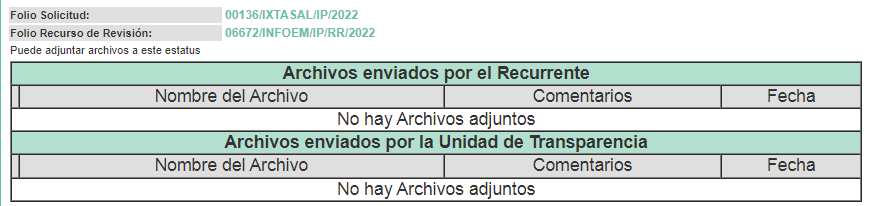 Folio Solicitud: 00136/IXTASAL/IP/2022
Folio Recurso de Revisión: 06672/INFOEM/IP/RR/2022
Puede adjuntar archivos a este estatus
Archivos enviados por el Recurrente
Nombre del Archivo Comentarios Fecha
No hay Archivos adjuntos
Archivos enviados por la Unidad de Transparencia
Nombre del Archivo Comentarios Fecha
No hay Archivos adjuntos